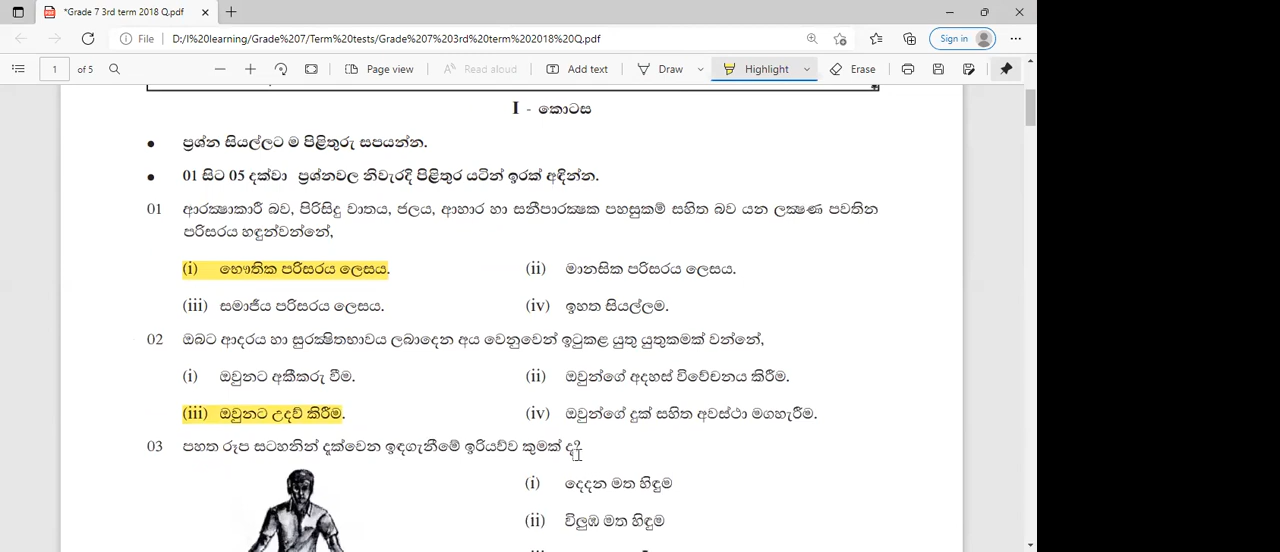 *Grade 7 3rd term 2018 Q.pdf
File D:/I%20learning/Grade%207/Term%20tests/Grade%207%203rd%20term%202018%20Q.pdf
Sign in
1 of 5 Page view Read aloud Add text Draw Highlight Erase
I - කොටස
• ප්‍රශ්න සියල්ලට ම පිළිතුරු සපයන්න.
• 01 සිට 05 දක්වා ප්‍රශ්නවල නිවැරදි පිළිතුර යටින් ඉරක් අඳින්න.
01 ආරක්‍ෂාකාරී බව, පිරිසිදු වාතය, ජලය, ආහාර හා සනීපාරක්‍ෂක පහසුකම් සහිත බව යන ලක්‍ෂණ පවතින
පරිසරය හඳුන්වන්නේ,
(i) භෞතික පරිසරය ලෙසය. (ii) මානසික පරිසරය ලෙසය.
(iii) සමාජීය පරිසරය ලෙසය. (iv) ඉහත සියල්ලම.
02 ඔබට ආදරය හා සුරක්‍ෂිතභාවය ලබාදෙන අය වෙනුවෙන් ඉටුකළ යුතු යුතුකමක් වන්නේ,
(i) ඔවුනට අකීකරු වීම. (ii) ඔවුන්ගේ අදහස් විවේචනය කිරීම.
(iii) ඔවුනට උදව් කිරීම. (iv) ඔවුන්ගේ දුක් සහිත අවස්ථා මගහැරීම.
03 පහත රූප සටහනින් දැක්වෙන ඉඳගැනීමේ ඉරියව්ව කුමක් ද?
(i) දෙදන මත හිඳුම
(ii) විලුඹ මත හිඳුම